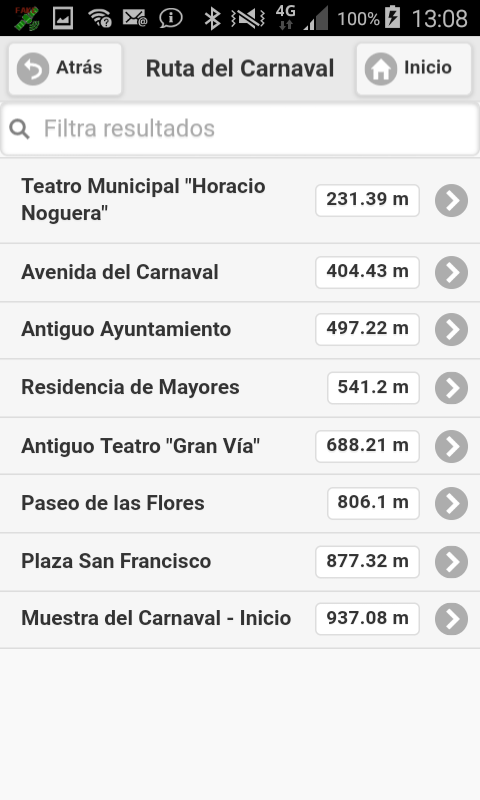 FAKE
4G
100%
13:08
Atrás
Ruta del Carnaval
Inicio
Filtra resultados
Teatro Municipal "Horacio
Noguera"
231.39 m
Avenida del Carnaval
404.43 m
Antiguo Ayuntamiento
497.22 m
Residencia de Mayores
541.2 m
Antiguo Teatro "Gran Vía"
688.21 m
Paseo de las Flores
806.1 m
Plaza San Francisco
877.32 m
Muestra del Carnaval - Inicio
937.08 m